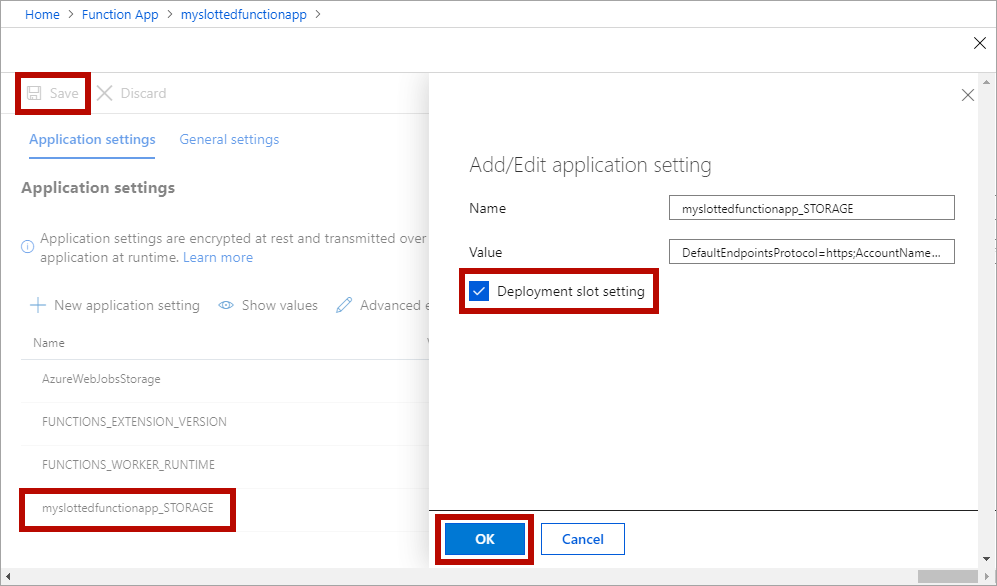 Home > Function App > myslottedfunctionapp >
Save Discard
Application settings General settings
Application settings
Application settings are encrypted at rest and transmitted over
application at runtime. Learn more
New application setting Show values Advanced e
Name
AzureWebJobsStorage
FUNCTIONS_EXTENSION_VERSION
FUNCTIONS_WORKER_RUNTIME
myslottedfunctionapp_STORAGE
Add/Edit application setting
Name myslottedfunctionapp_STORAGE
Value DefaultEndpointsProtocol=https;AccountName...
Deployment slot setting
OK Cancel